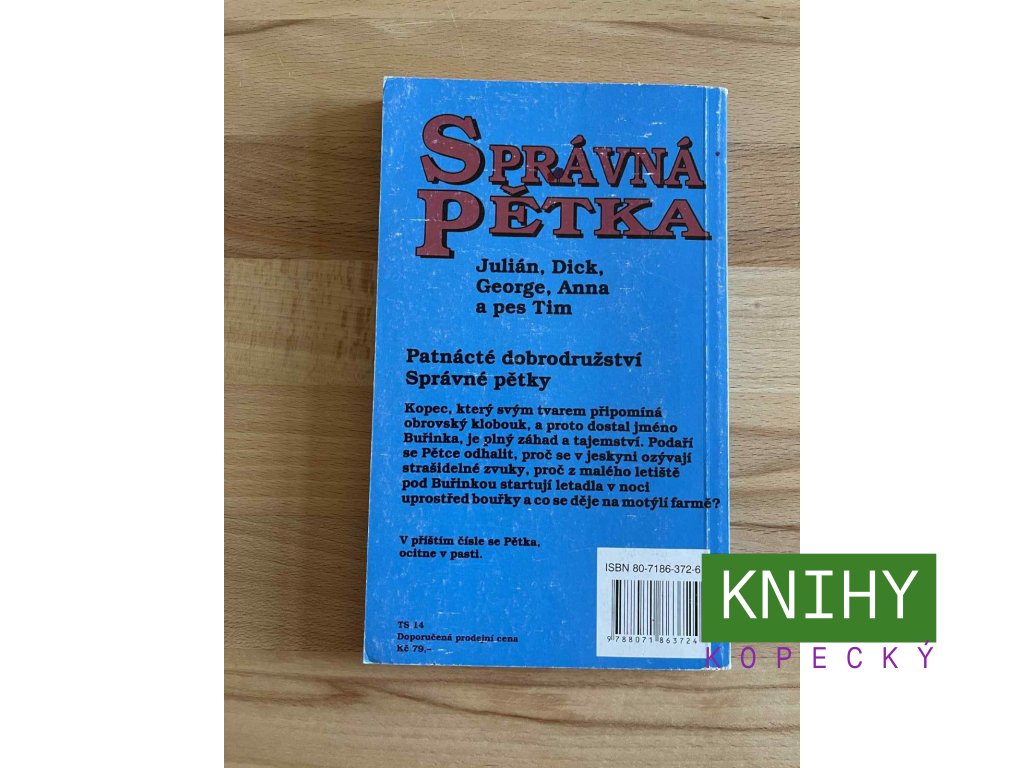 SPRÁVNÁ
PĚTKA
Julián, Dick,
George, Anna
a pes Tim
Patnácté dobrodružství
Správné pětky
Kopec, který svým tvarem připomíná
obrovský klobouk, a proto dostal jméno
Buřinka, je plný záhad a tajemství. Podaří
se Pětce odhalit, proč se v jeskyni ozývají
strašidelné zvuky, proč z malého letiště
pod Buřinkou startují letadla v noci
uprostřed bouřky a co se děje na motýlí farmě?
V příštím čísle se Pětka,
ocitne v pasti.
ISBN 80-7186-372-6
9 788071 863724
TS 14
Doporučená prodejní cena
Kč 79,-
KNIHY
KOPECKÝ